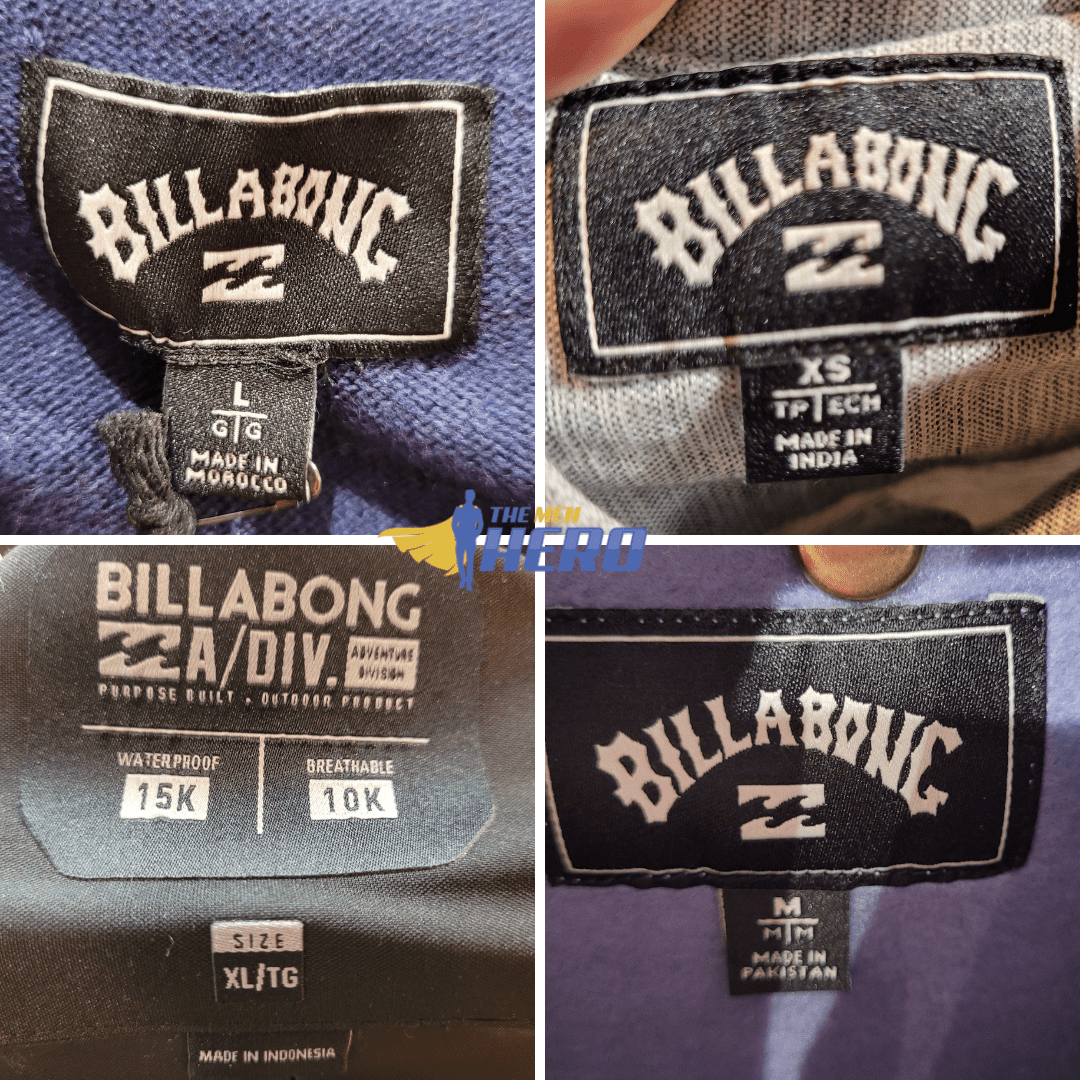 BILLABONG
L
G G
MADE IN
MOROCCO
BILLABONG
XS
TP ECH
MADE IN
INDIA
THE MEN
HERO
BILLABONG
A/DIV. ADVENTURE
DIVISION
PURPOSE BUILT . OUTDOOR PRODUCT
WATERPROOF
15K
BREATHABLE
10K
SIZE
XL/TG
MADE IN INDONESIA
BILLABONG
M
M M
MADE IN
PAKISTAN